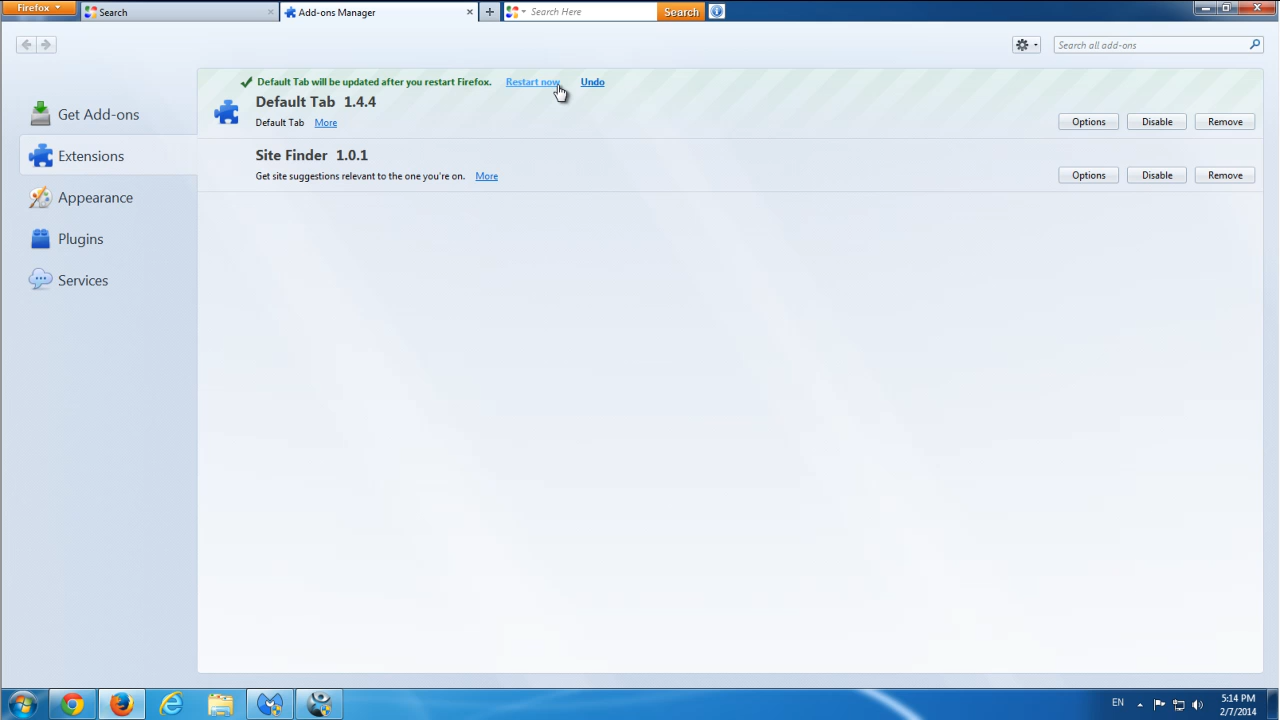 Firefox
Search
Add-ons Manager
Search Here
Search
Search all add-ons
Get Add-ons
Extensions
Appearance
Plugins
Services
Default Tab will be updated after you restart Firefox. Restart now Undo
Default Tab 1.4.4
Default Tab More
Options Disable Remove
Site Finder 1.0.1
Get site suggestions relevant to the one you're on. More
Options Disable Remove
EN
5:14 PM
2/7/2014